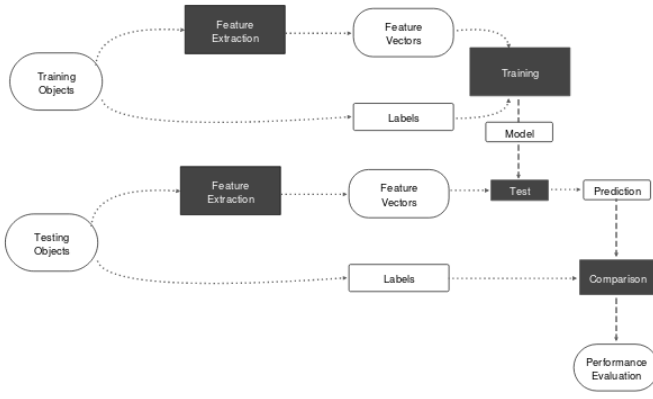 Feature
Extraction
Feature
Vectors
Training
Objects
Training
Labels
Model
Feature
Extraction
Feature
Vectors
Test
Prediction
Testing
Objects
Labels
Comparison
Performance
Evaluation